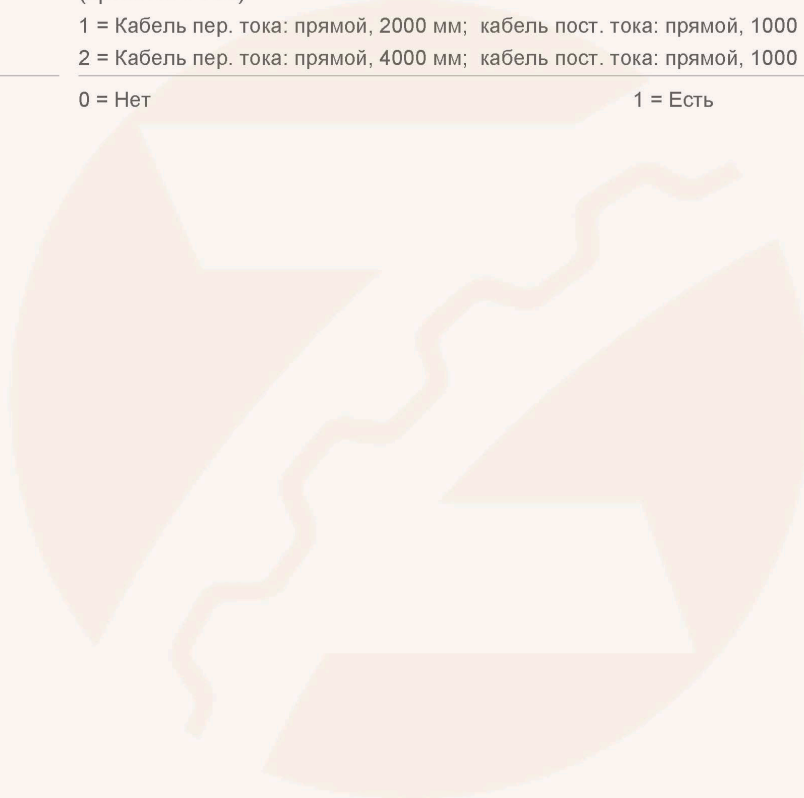 1 = Кабель пер. тока: прямой, 2000 мм; кабель пост. тока: прямой, 1000
2 = Кабель пер. тока: прямой, 4000 мм; кабель пост. тока: прямой, 1000
0 = Нет 1 = Есть